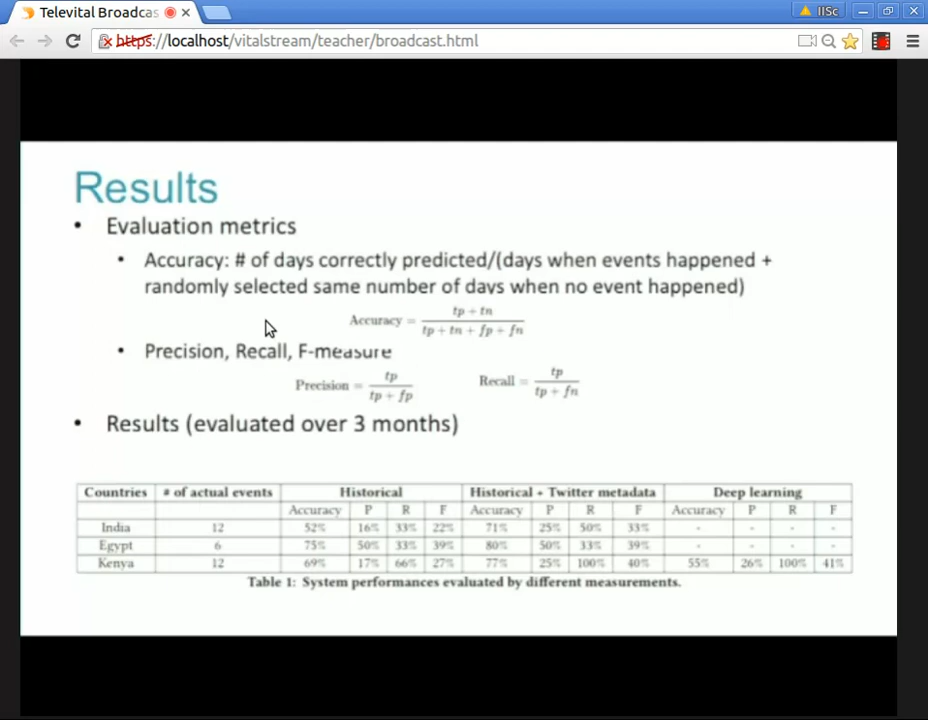 Televital Broadcas
IISc
https://localhost/vitalstream/teacher/broadcast.html
Results
• Evaluation metrics
• Accuracy: # of days correctly predicted/(days when events happened +
randomly selected same number of days when no event happened)
Accuracy = tp + tn / tp + tn + fp + fn
• Precision, Recall, F-measure
Precision = tp / tp + fp Recall = tp / tp + fn
• Results (evaluated over 3 months)
Countries # of actual events Historical Historical + Twitter metadata Deep learning
Accuracy P R F Accuracy P R F Accuracy P R F
India 12 52% 16% 33% 22% 71% 25% 50% 33% - - - -
Egypt 6 75% 50% 33% 39% 80% 50% 33% 39% - - - -
Kenya 12 69% 17% 66% 27% 77% 25% 100% 40% 55% 26% 100% 41%
Table 1: System performances evaluated by different measurements.